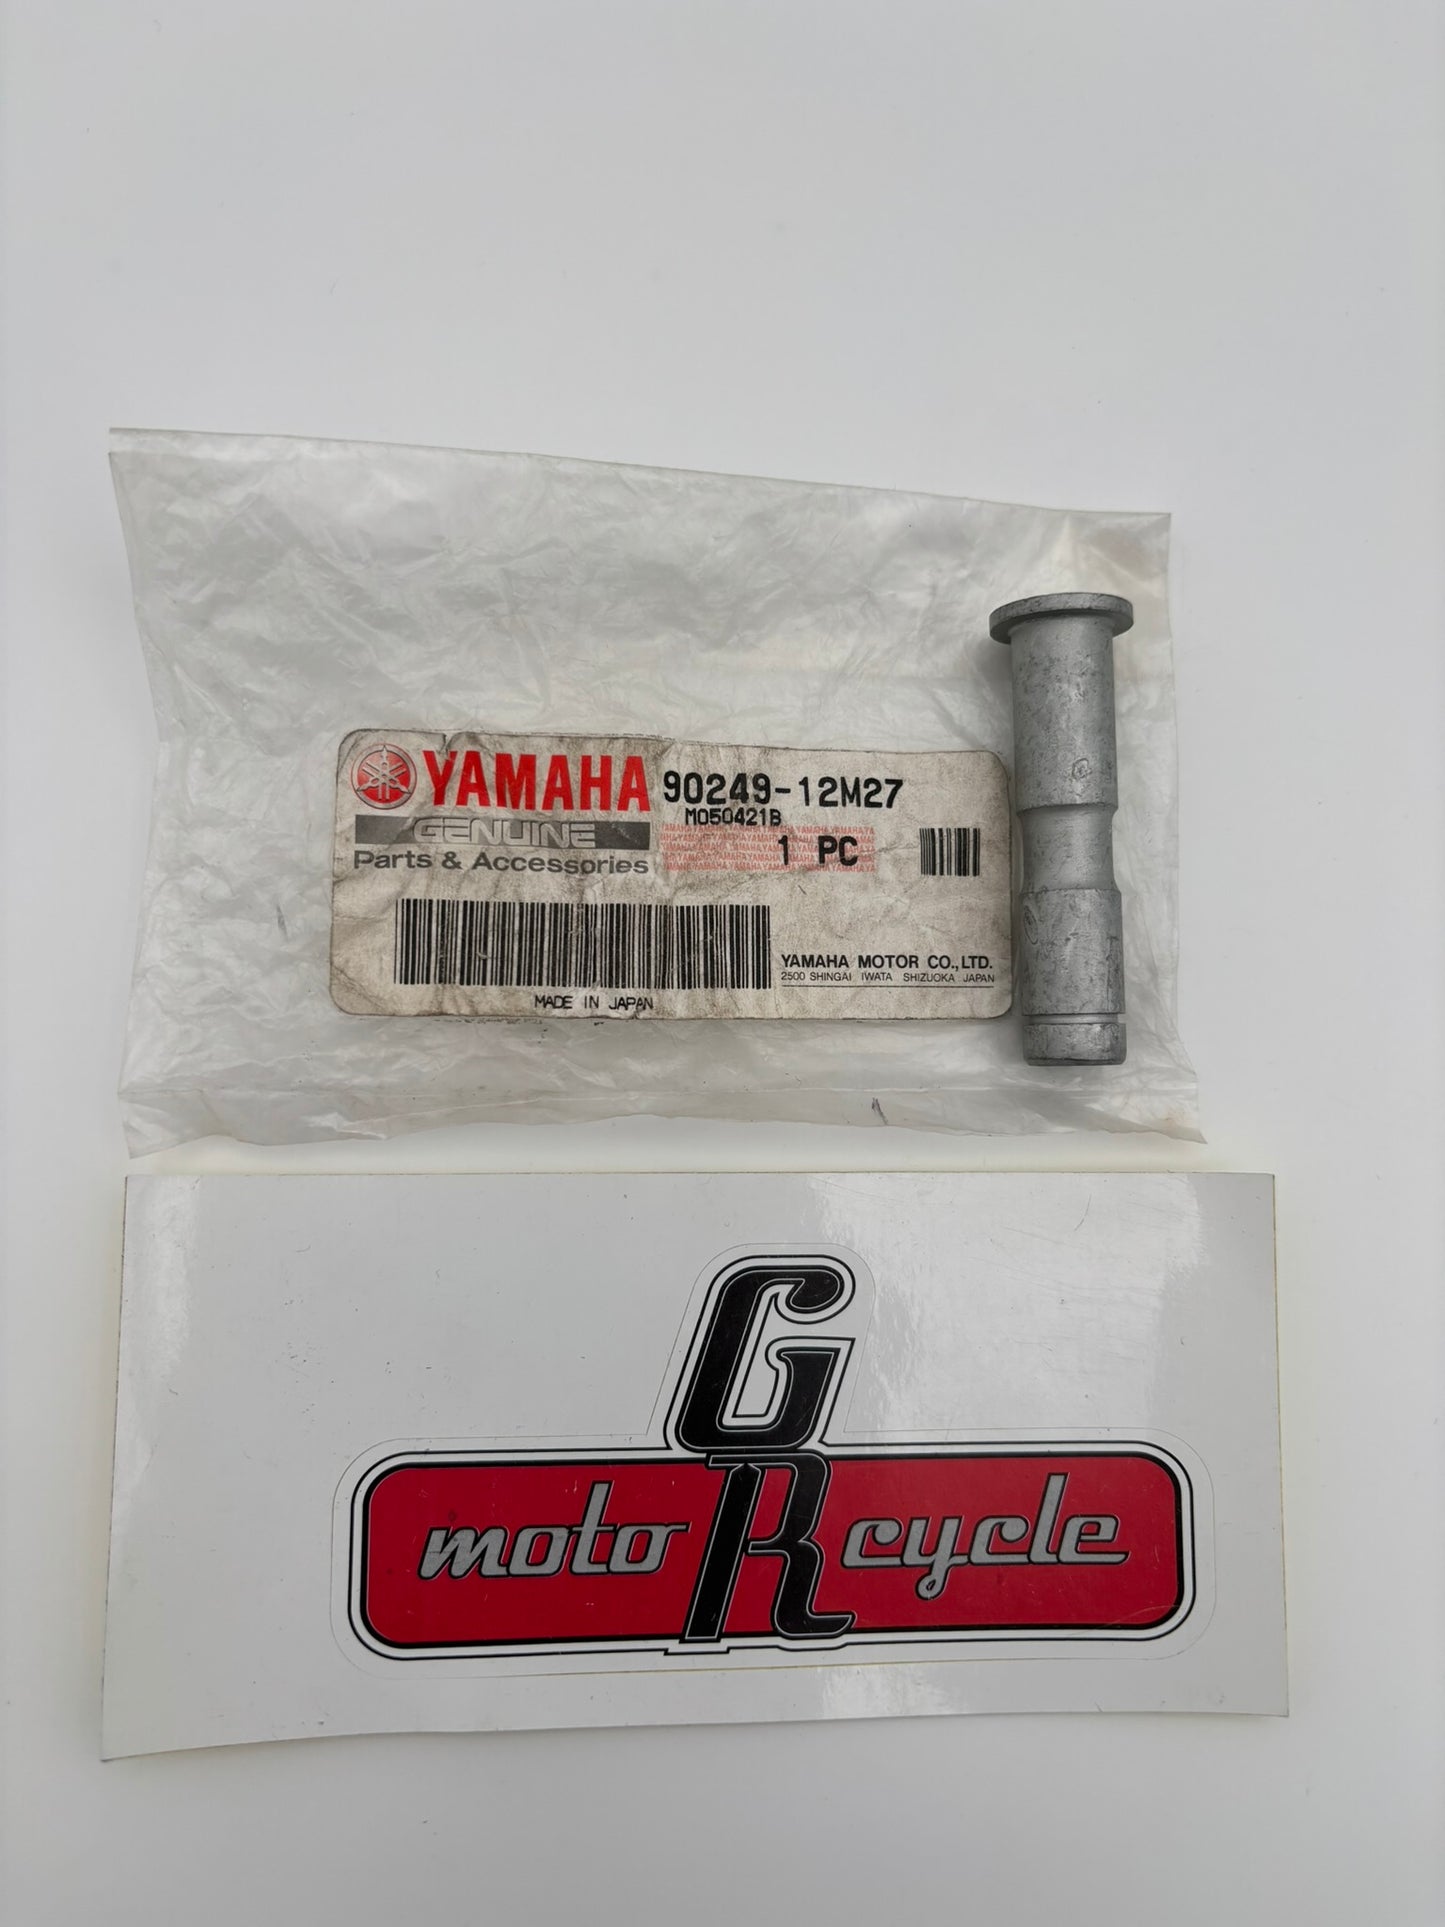 YAMAHA 90249-12M27
M050421B
GENUINE
Parts & Accessories
1 PC
YAMAHA MOTOR CO., LTD.
2500 SHINGAI IWATA SHIZUOKA JAPAN
MADE IN JAPAN
GR
moto cycle